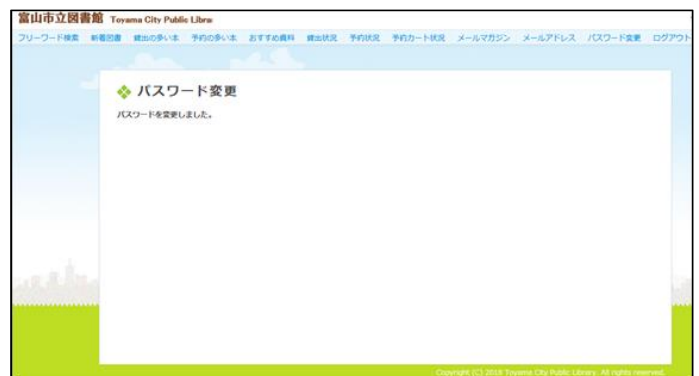 富山市立図書館 Toyama City Public Libra
フリーワード検索 新着図書 貸出の多い本 予約の多い本 おすすめ資料 貸出状況 予約状況 予約カート状況 メールマガジン メールアドレス パスワード変更 ログアウト
パスワード変更
パスワードを変更しました。
Copyright (C) 2018 Toyama City Public Library. All rights reserved.